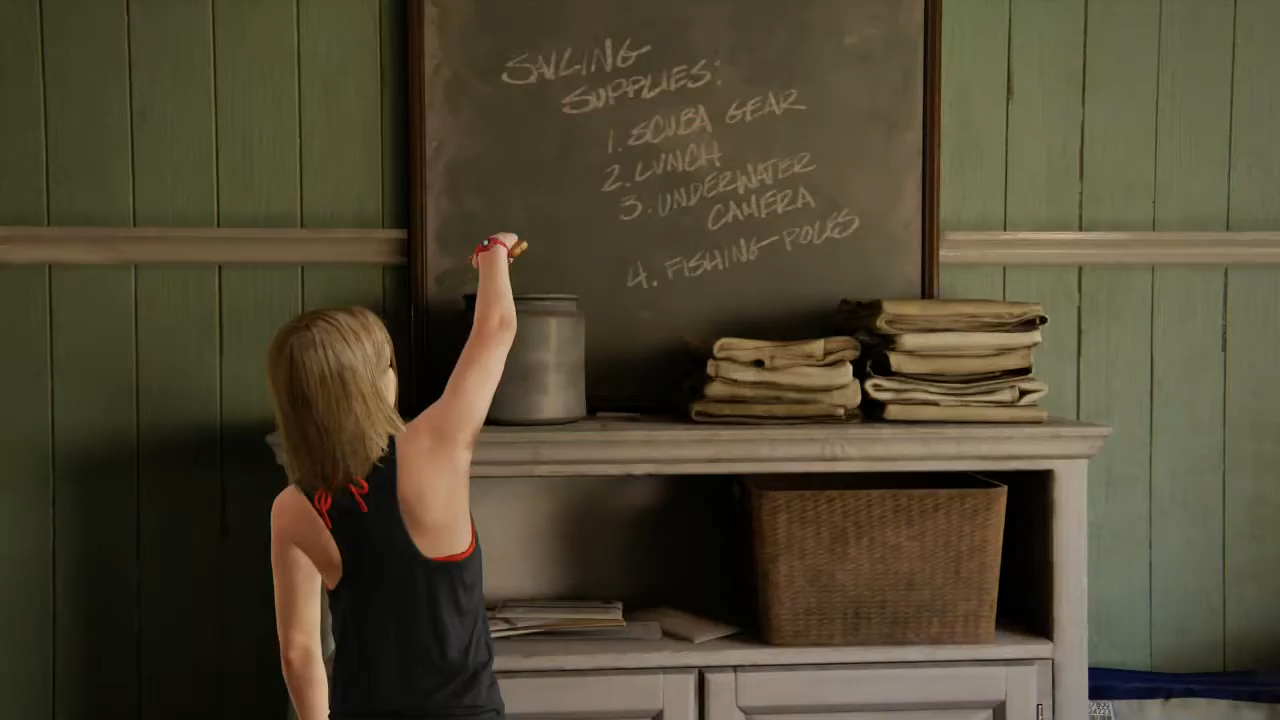 SAILING
SUPPLIES:
1. SCUBA GEAR
2. LUNCH
3. UNDERWATER
CAMERA
4. FISHING POLES